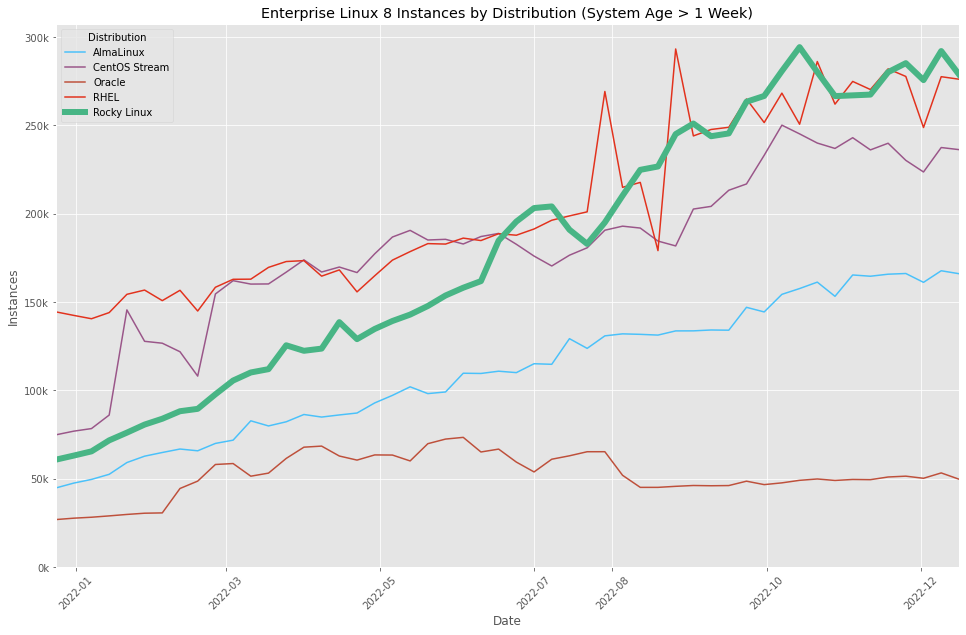 Enterprise Linux 8 Instances by Distribution (System Age > 1 Week)
Distribution
AlmaLinux
CentOS Stream
Oracle
RHEL
Rocky Linux
300k
250k
200k
150k
100k
50k
0k
Instances
2022-01
2022-03
2022-05
2022-07
2022-08
2022-10
2022-12
Date